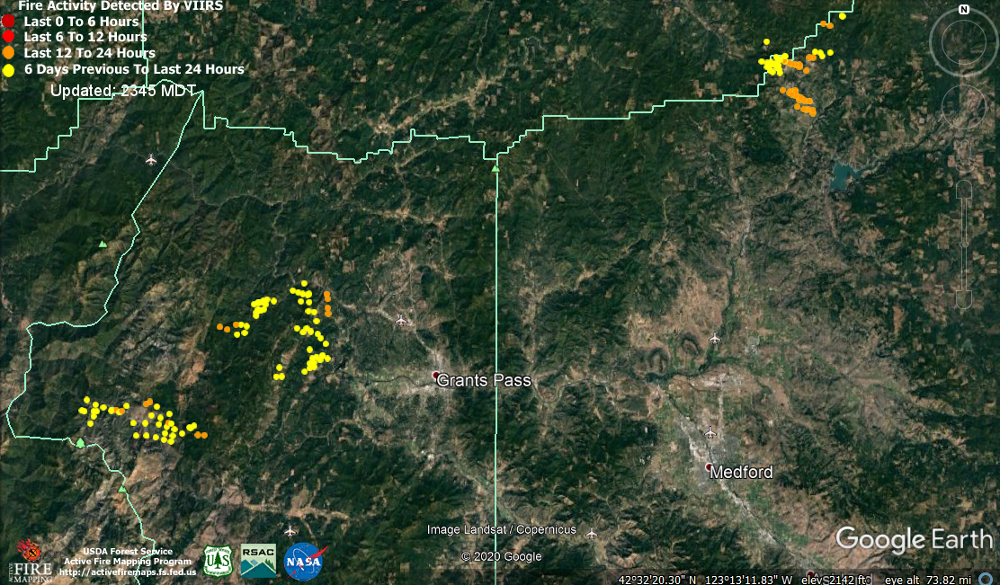 Fire Activity Detected By VIIRS
Last 0 To 6 Hours
Last 6 To 12 Hours
Last 12 To 24 Hours
6 Days Previous To Last 24 Hours
Updated: 2345 MDT
N
Grants Pass
Medford
Image Landsat / Copernicus
© 2020 Google
Google Earth
ACTIVE
FIRE
MAPPING
USDA Forest Service
Active Fire Mapping Program
http://activefiremaps.fs.fed.us
UAS
RSAC
NASA
42°32'20.30" N 123°13'11.83" W elev 2142 ft eye alt 73.82 mi